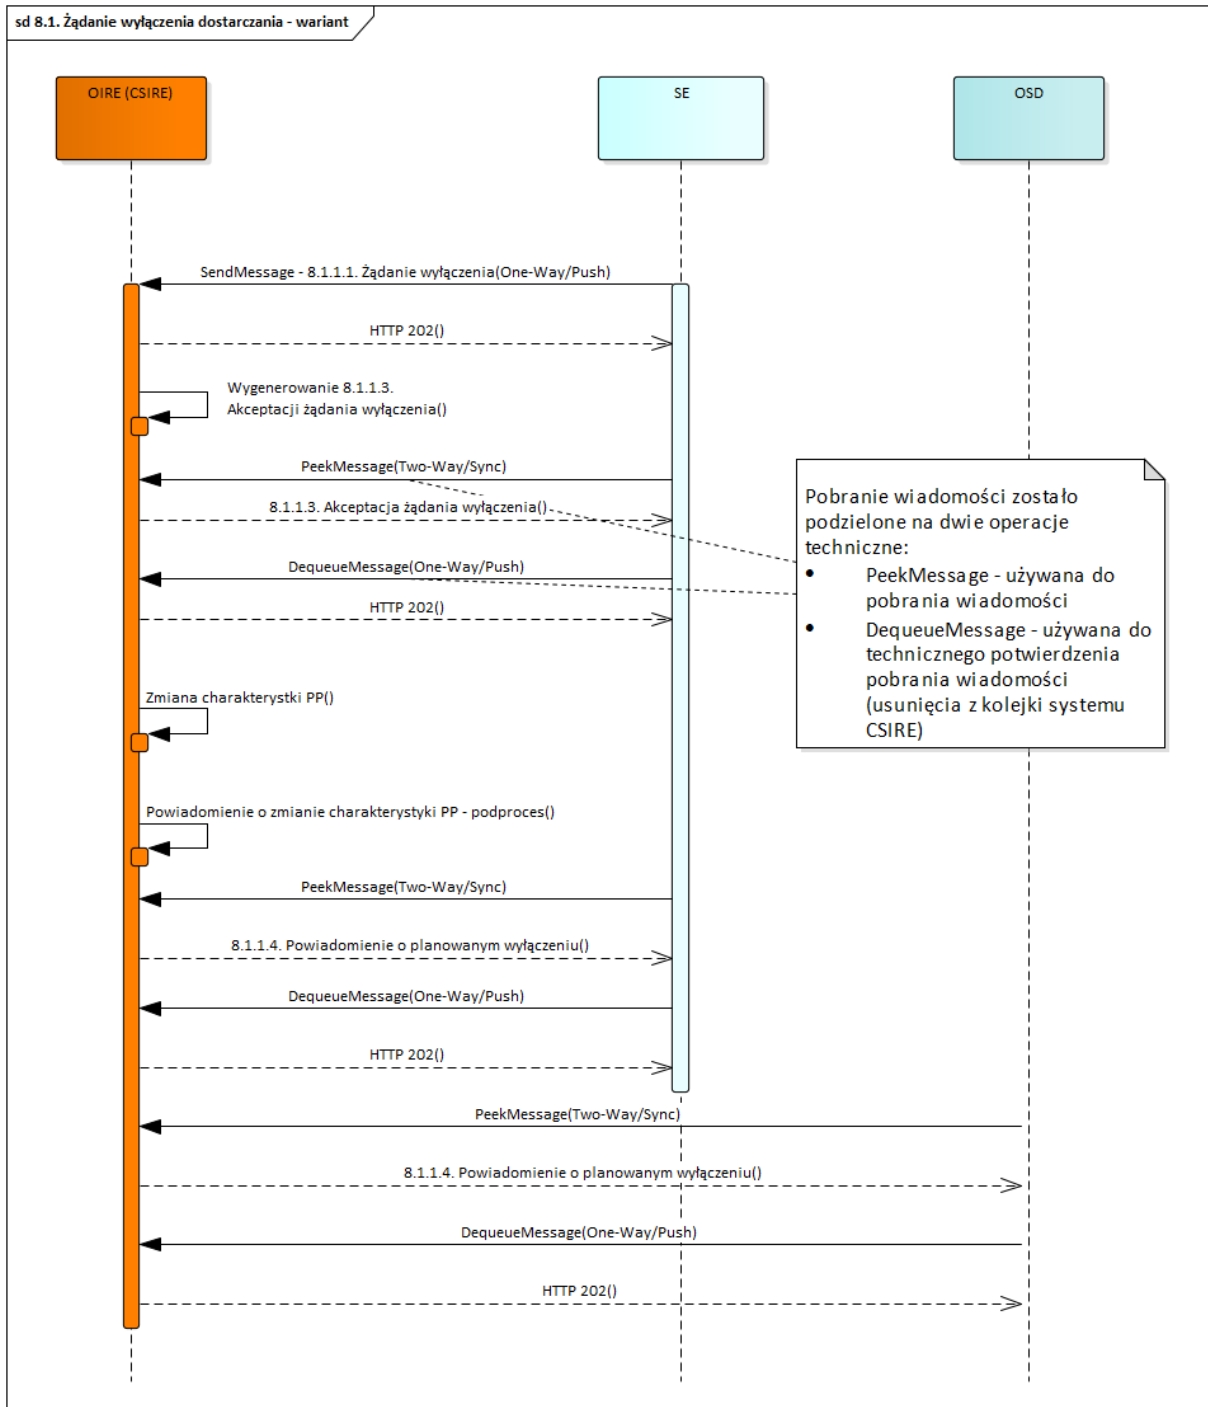 sd 8.1. Żądanie wyłączenia dostarczania - wariant
OIRE (CSIRE)
SE
OSD
SendMessage - 8.1.1.1. Żądanie wyłączenia(One-Way/Push)
HTTP 202()
Wygenerowanie 8.1.1.3.
Akceptacji żądania wyłączenia()
PeekMessage(Two-Way/Sync)
8.1.1.3. Akceptacja żądania wyłączenia()
DequeueMessage(One-Way/Push)
HTTP 202()
Pobranie wiadomości zostało
podzielone na dwie operacje
techniczne:
• PeekMessage - używana do
pobrania wiadomości
• DequeueMessage - używana do
technicznego potwierdzenia
pobrania wiadomości
(usunięcia z kolejki systemu
CSIRE)
Zmiana charakterystki PP()
Powiadomienie o zmianie charakterystyki PP - podproces()
PeekMessage(Two-Way/Sync)
8.1.1.4. Powiadomienie o planowanym wyłączeniu()
DequeueMessage(One-Way/Push)
HTTP 202()
PeekMessage(Two-Way/Sync)
8.1.1.4. Powiadomienie o planowanym wyłączeniu()
DequeueMessage(One-Way/Push)
HTTP 202()